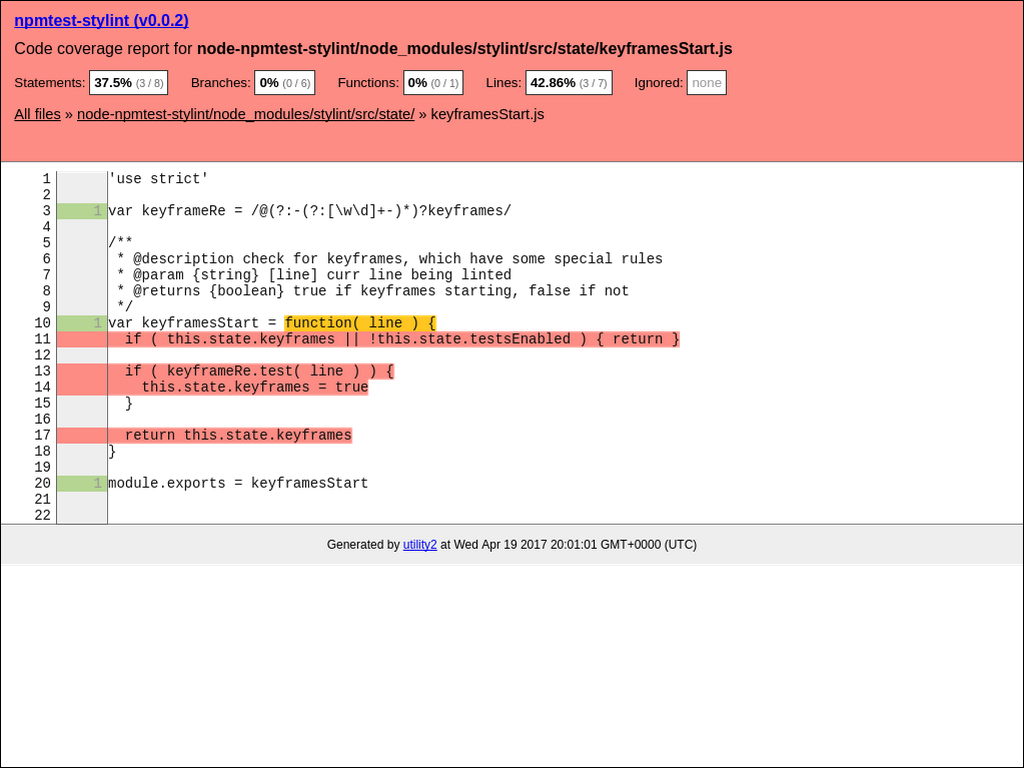 npmtest-stylint (v0.0.2)
Code coverage report for node-npmtest-stylint/node_modules/stylint/src/state/keyframesStart.js
Statements: 37.5% (3 / 8) Branches: 0% (0 / 6) Functions: 0% (0 / 1) Lines: 42.86% (3 / 7) Ignored: none
All files » node-npmtest-stylint/node_modules/stylint/src/state/ » keyframesStart.js
1 'use strict'
2
3 1 var keyframeRe = /@(?:-(?:[\w\d]+-)*)?keyframes/
4
5 /**
6  * @description check for keyframes, which have some special rules
7  * @param {string} [line] curr line being linted
8  * @returns {boolean} true if keyframes starting, false if not
9  */
10 1 var keyframesStart = function( line ) {
11   if ( this.state.keyframes || !this.state.testsEnabled ) { return }
12
13   if ( keyframeRe.test( line ) ) {
14     this.state.keyframes = true
15   }
16
17   return this.state.keyframes
18 }
19
20 1 module.exports = keyframesStart
21
22
Generated by utility2 at Wed Apr 19 2017 20:01:01 GMT+0000 (UTC)